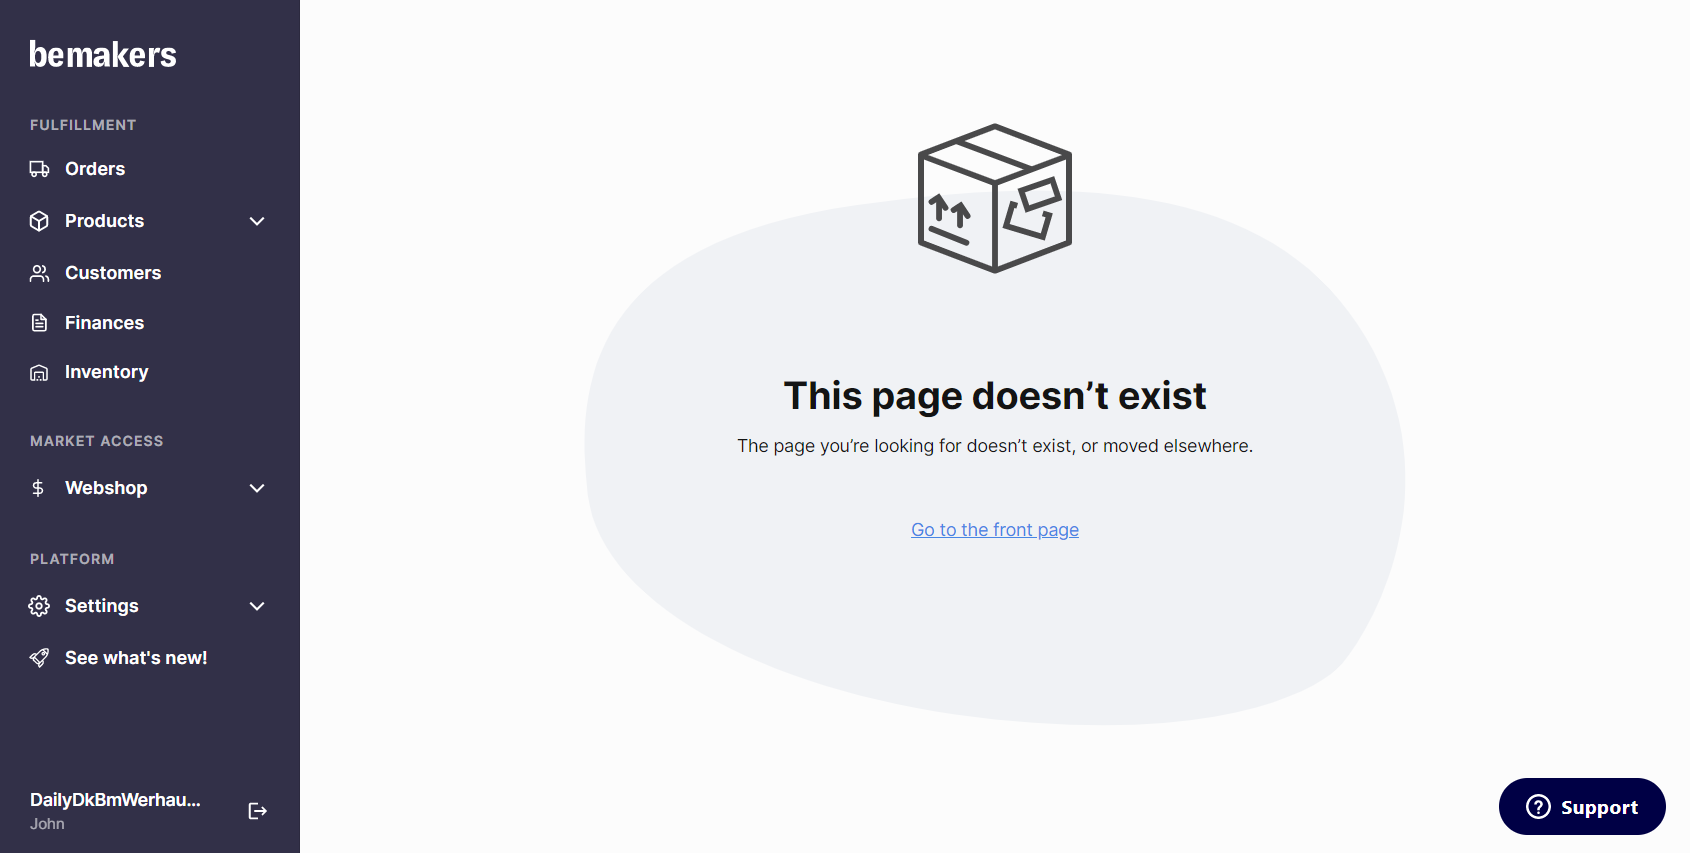 bemakers
FULFILLMENT
Orders
Products
Customers
Finances
Inventory
MARKET ACCESS
Webshop
PLATFORM
Settings
See what's new!
DailyDkBmWerhau...
John
This page doesn’t exist
The page you’re looking for doesn’t exist, or moved elsewhere.
Go to the front page
Support